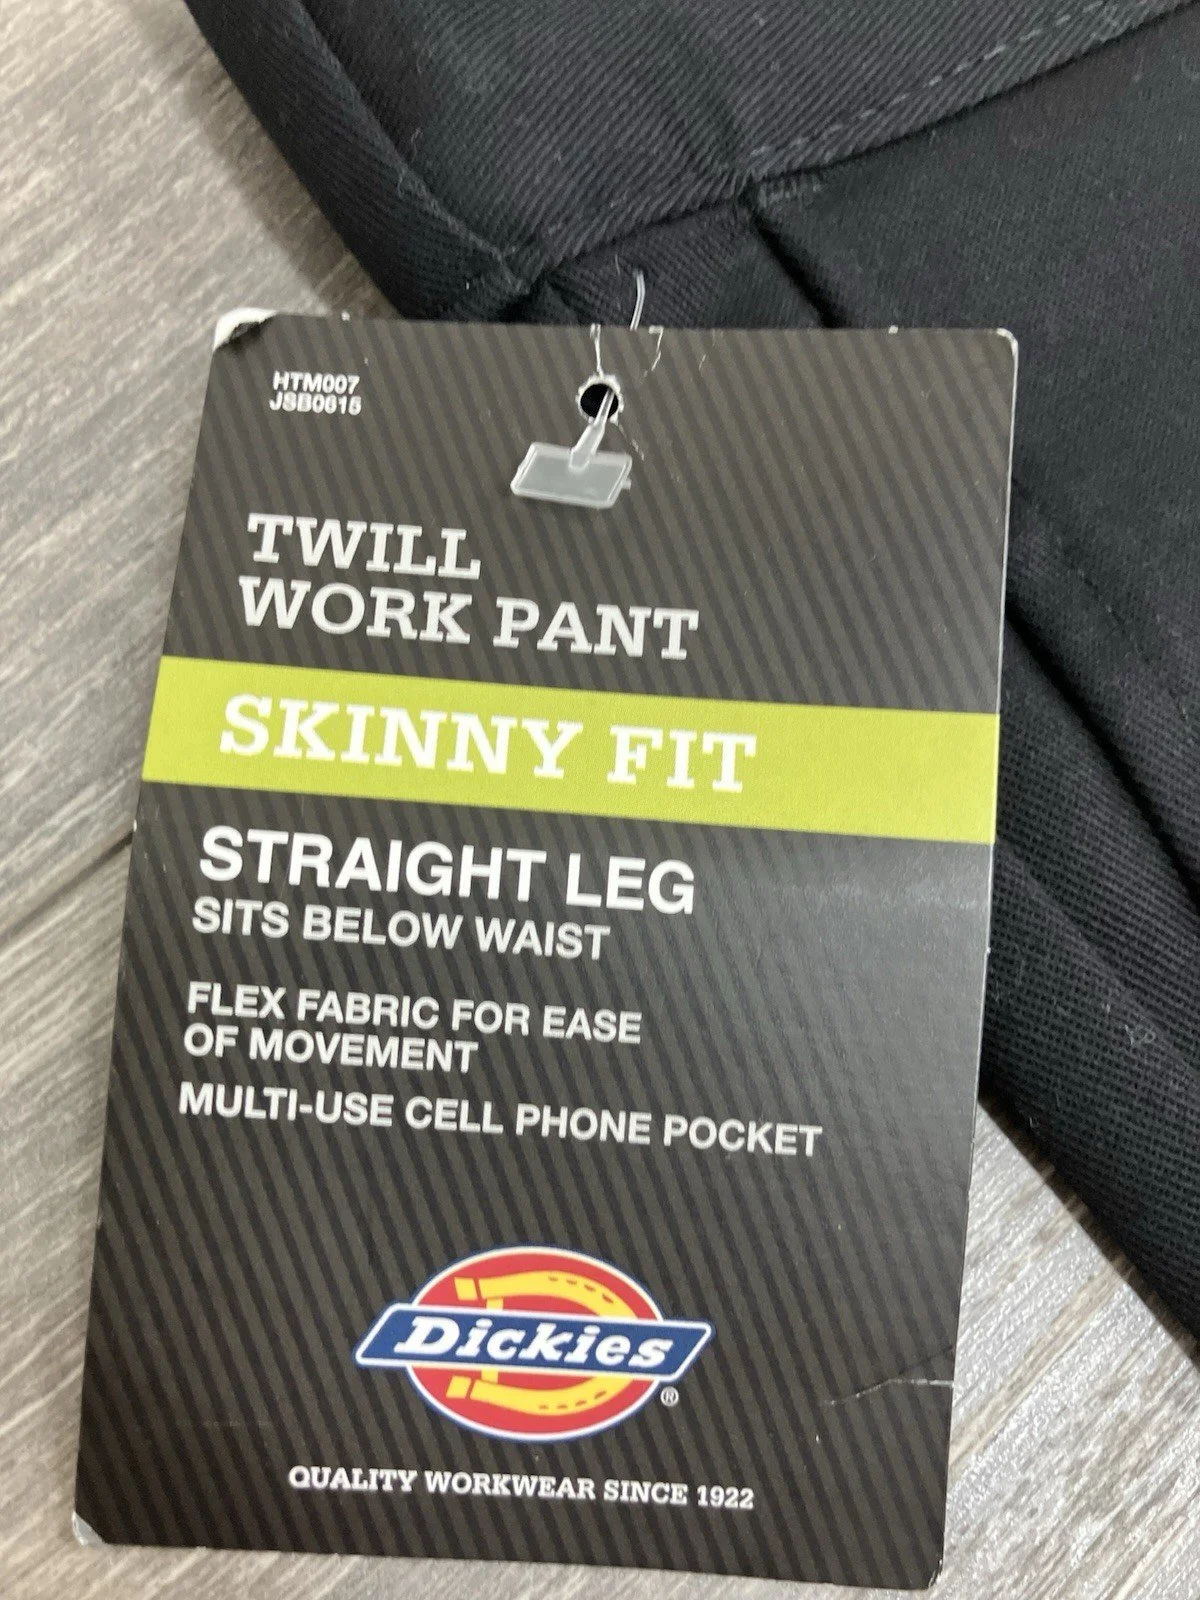 HTM007
JSB0615
TWILL
WORK PANT
SKINNY FIT
STRAIGHT LEG
SITS BELOW WAIST
FLEX FABRIC FOR EASE
OF MOVEMENT
MULTI-USE CELL PHONE POCKET
Dickies
®
QUALITY WORKWEAR SINCE 1922